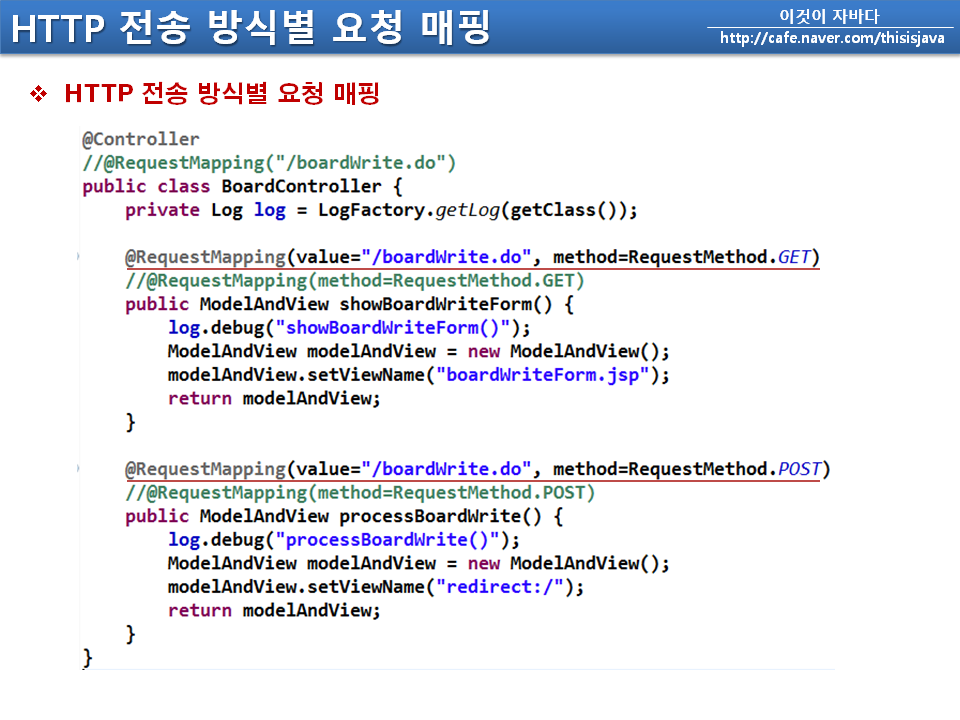 HTTP 전송 방식별 요청 매핑
이것이 자바다
http://cafe.naver.com/thisisjava
❖ HTTP 전송 방식별 요청 매핑
@Controller
//@RequestMapping("/boardWrite.do")
public class BoardController {
    private Log log = LogFactory.getLog(getClass());
    @RequestMapping(value="/boardWrite.do", method=RequestMethod.GET)
    //@RequestMapping(method=RequestMethod.GET)
    public ModelAndView showBoardWriteForm() {
        log.debug("showBoardWriteForm()");
        ModelAndView modelAndView = new ModelAndView();
        modelAndView.setViewName("boardWriteForm.jsp");
        return modelAndView;
    }
    @RequestMapping(value="/boardWrite.do", method=RequestMethod.POST)
    //@RequestMapping(method=RequestMethod.POST)
    public ModelAndView processBoardWrite() {
        log.debug("processBoardWrite()");
        ModelAndView modelAndView = new ModelAndView();
        modelAndView.setViewName("redirect:/");
        return modelAndView;
    }
}